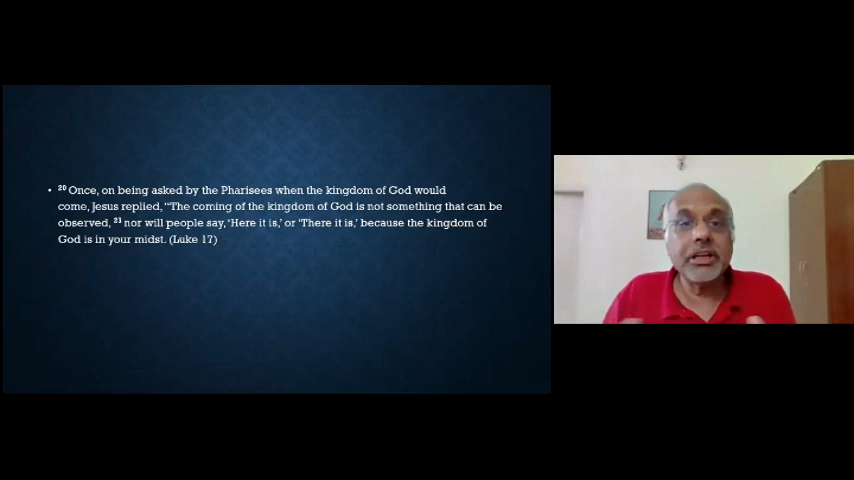 • ²⁰ Once, on being asked by the Pharisees when the kingdom of God would
come, Jesus replied, “The coming of the kingdom of God is not something that can be
observed, ²¹ nor will people say, ‘Here it is,’ or ‘There it is,’ because the kingdom of
God is in your midst. (Luke 17)